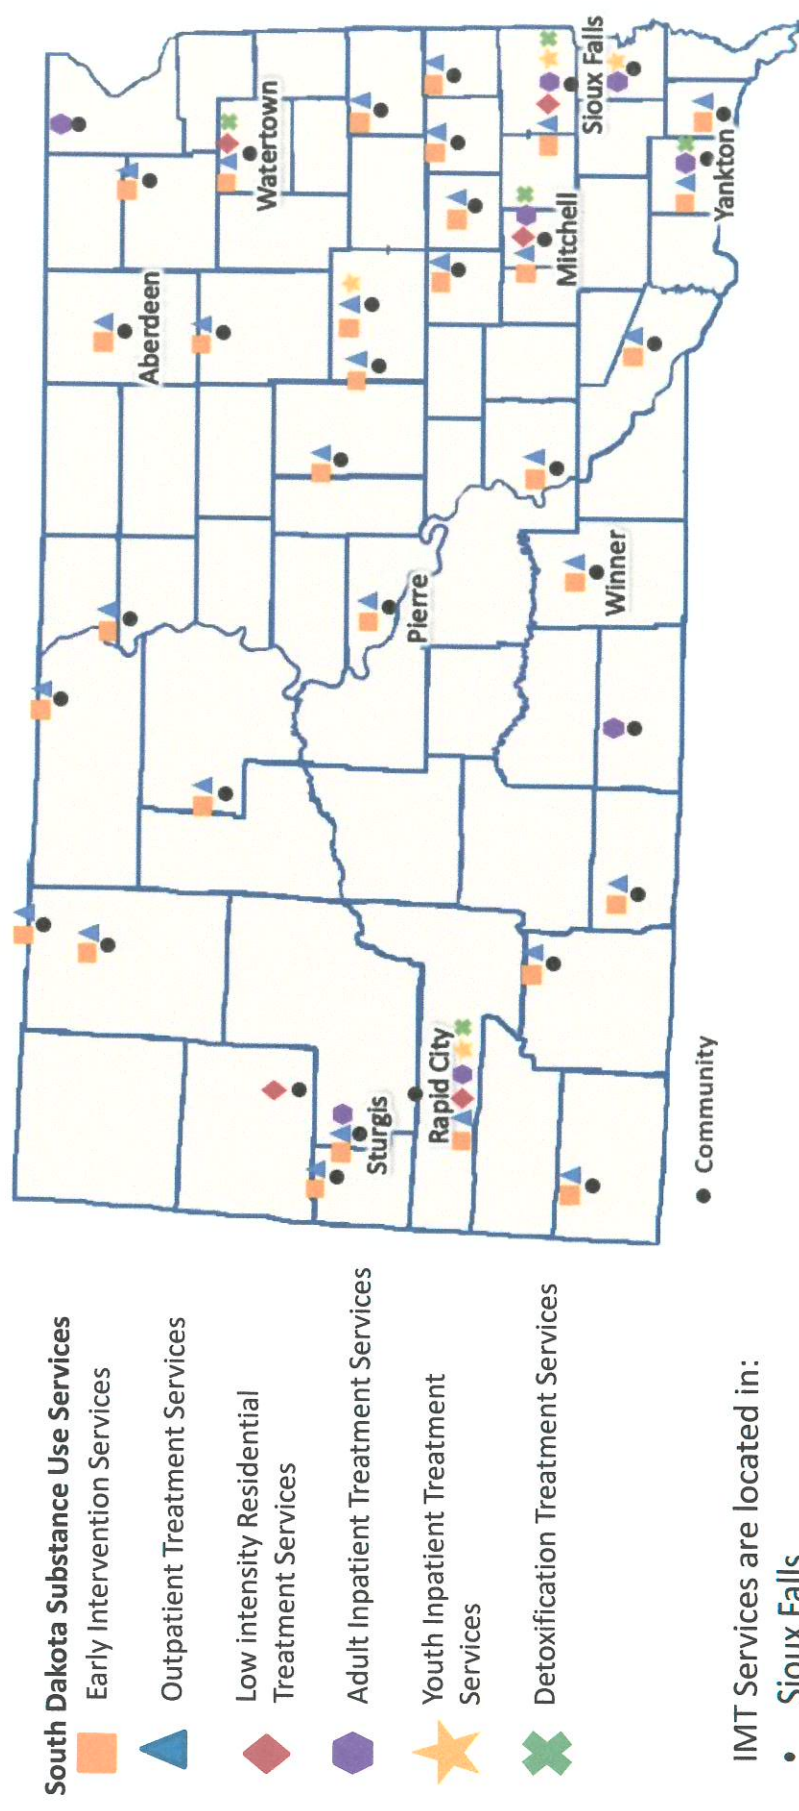 South Dakota Substance Use Services
Early Intervention Services
Outpatient Treatment Services
Low intensity Residential
Treatment Services
Adult Inpatient Treatment Services
Youth Inpatient Treatment
Services
Detoxification Treatment Services
IMT Services are located in:
• Sioux Falls
Aberdeen
Watertown
Pierre
Sturgis
Rapid City
Mitchell
Sioux Falls
Winner
Yankton
Community